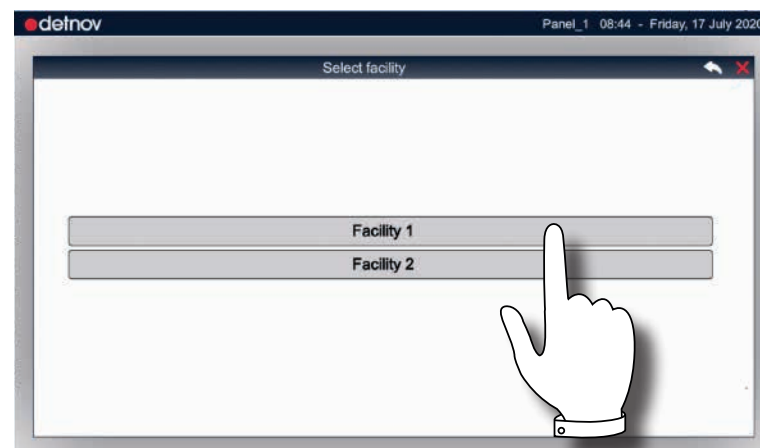 detnov Panel_1 08:44 - Friday, 17 July 2020
Select facility
Facility 1
Facility 2